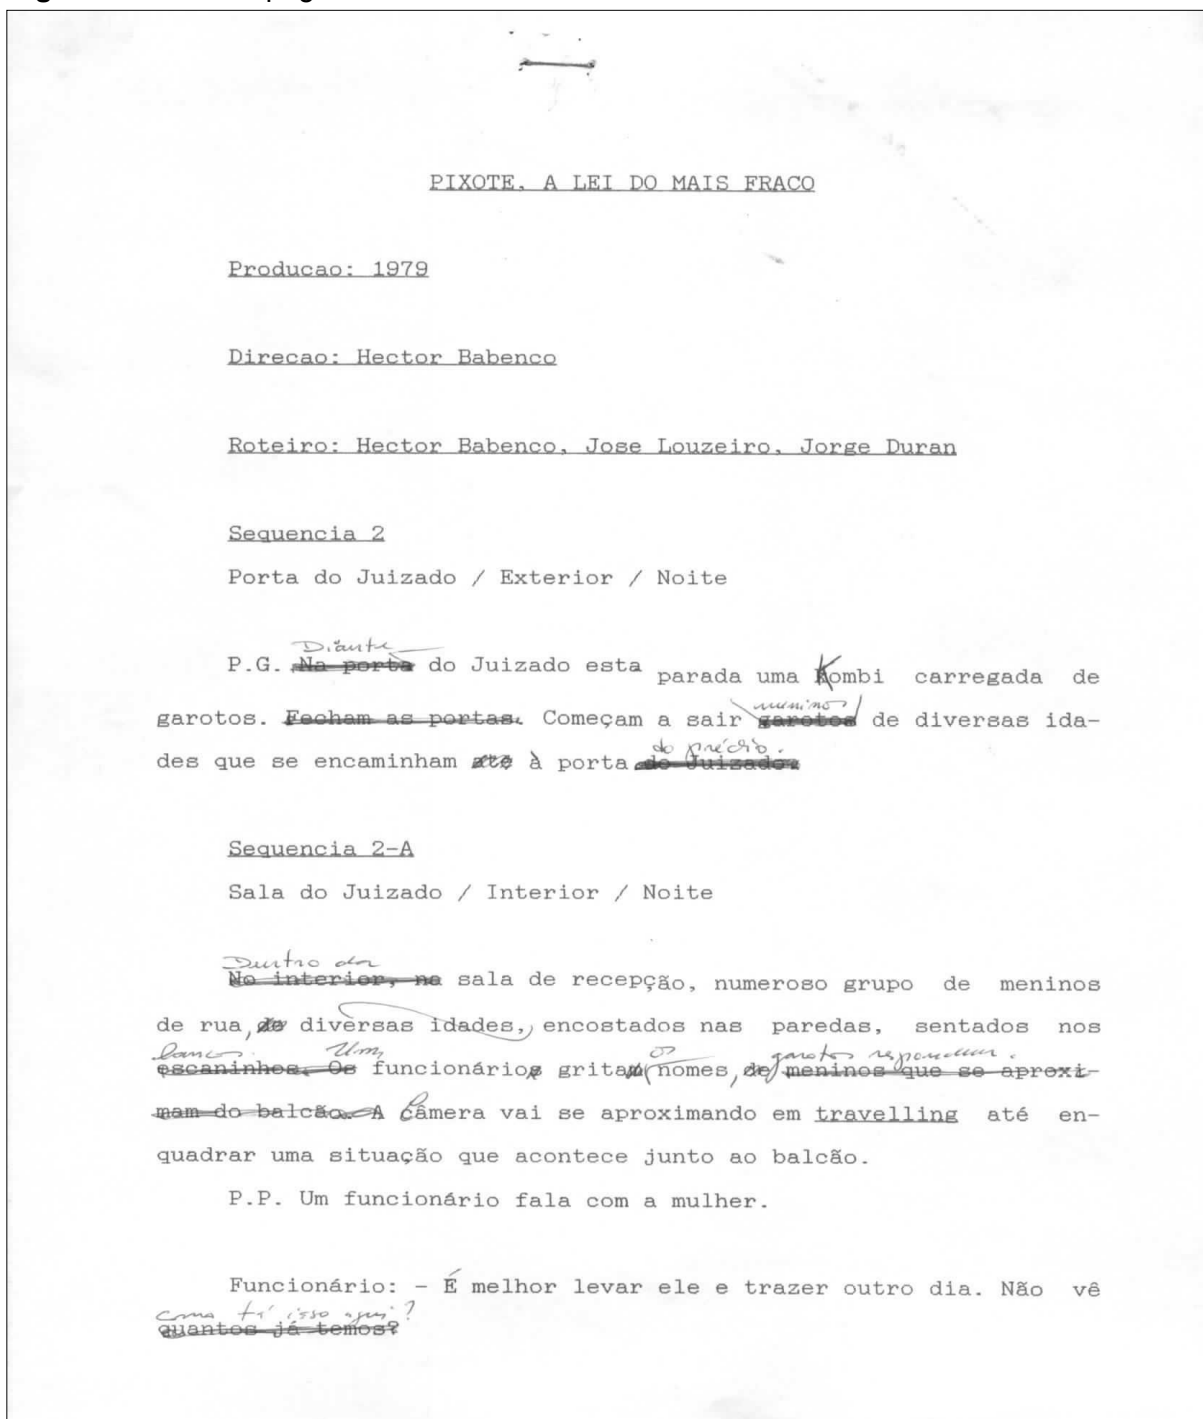 PIXOTE, A LEI DO MAIS FRACO
Producao: 1979
Direcao: Hector Babenco
Roteiro: Hector Babenco, Jose Louzeiro, Jorge Duran
Sequencia 2
Porta do Juizado / Exterior / Noite
Diante
P.G. Na porta do Juizado esta parada uma Kombi carregada de
meninos
garotos. Fecham as portas. Começam a sair garotos de diversas ida-
do prédio.
des que se encaminham até à porta do Juizado.
Sequencia 2-A
Sala do Juizado / Interior / Noite
Dentro da
No interior, na sala de recepção, numeroso grupo de meninos
de rua, de diversas idades, encostados nas paredas, sentados nos
bancos. Um os garotos respondem.
escaninhos. Os funcionários gritam nomes, de meninos que se aproxi-
mam do balcão. A câmera vai se aproximando em travelling até en-
quadrar uma situação que acontece junto ao balcão.
P.P. Um funcionário fala com a mulher.
Funcionário: - É melhor levar ele e trazer outro dia. Não vê
como tá isso aqui?
quantos já temos?